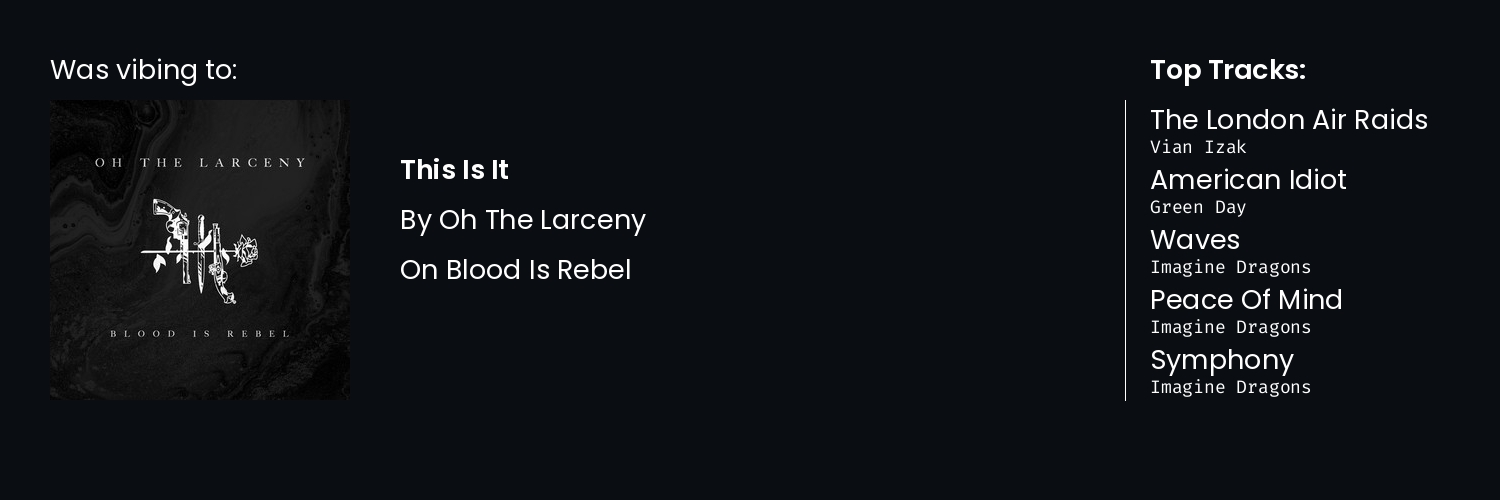 Was vibing to:
OH THE LARCENY
BLOOD IS REBEL
This Is It
By Oh The Larceny
On Blood Is Rebel
Top Tracks:
The London Air Raids
Vian Izak
American Idiot
Green Day
Waves
Imagine Dragons
Peace Of Mind
Imagine Dragons
Symphony
Imagine Dragons